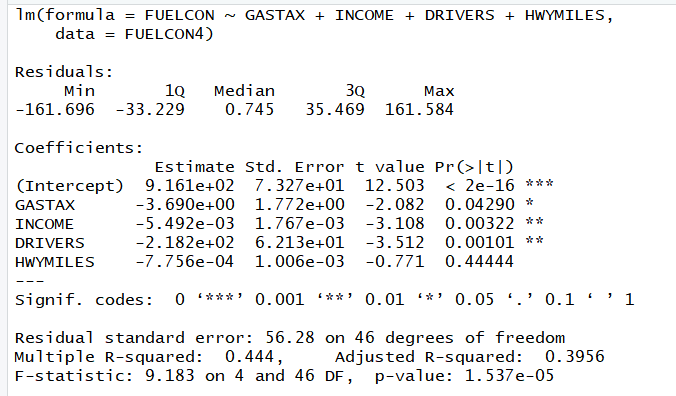 lm(formula = FUELCON ~ GASTAX + INCOME + DRIVERS + HWYMILES,
    data = FUELCON4)
Residuals:
     Min       1Q   Median       3Q      Max
-161.696  -33.229    0.745   35.469  161.584
Coefficients:
              Estimate Std. Error t value Pr(>|t|)
(Intercept)  9.161e+02  7.327e+01  12.503  < 2e-16 ***
GASTAX      -3.690e+00  1.772e+00  -2.082  0.04290 *
INCOME      -5.492e-03  1.767e-03  -3.108  0.00322 **
DRIVERS     -2.182e+02  6.213e+01  -3.512  0.00101 **
HWYMILES    -7.756e-04  1.006e-03  -0.771  0.44444
---
Signif. codes:  0 ‘***’ 0.001 ‘**’ 0.01 ‘*’ 0.05 ‘.’ 0.1 ‘ ’ 1
Residual standard error: 56.28 on 46 degrees of freedom
Multiple R-squared:  0.444,     Adjusted R-squared:  0.3956
F-statistic: 9.183 on 4 and 46 DF,  p-value: 1.537e-05